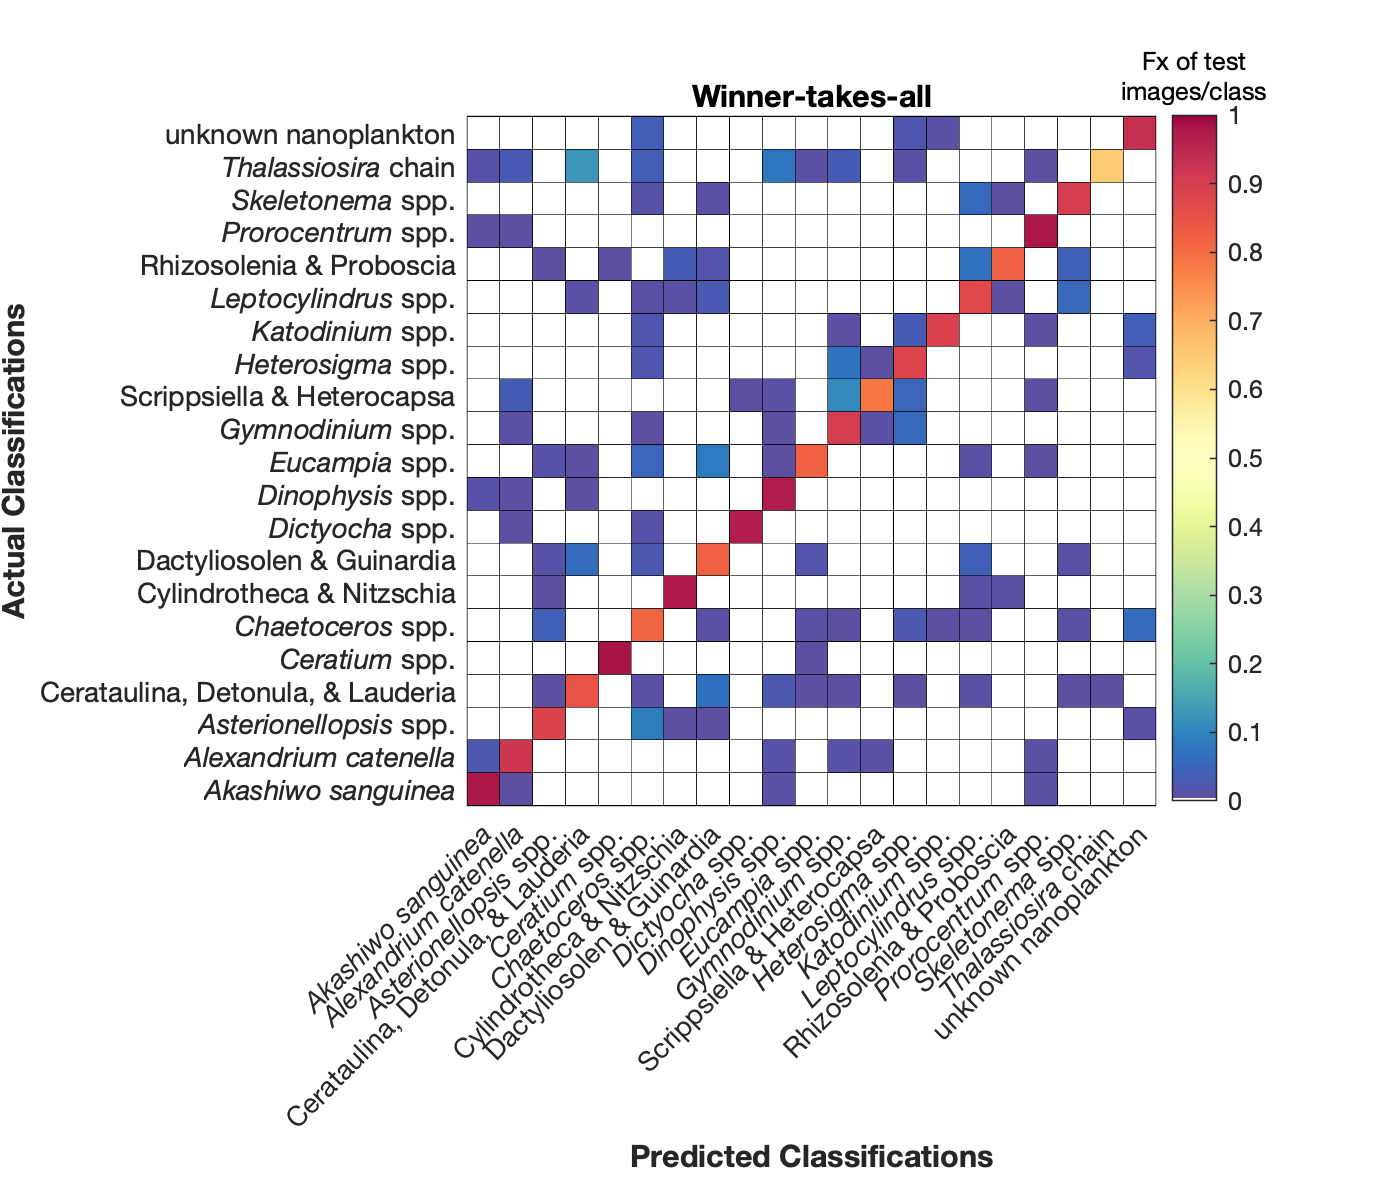 Fx of test
images/class
Winner-takes-all
Actual Classifications
unknown nanoplankton
Thalassiosira chain
Skeletonema spp.
Prorocentrum spp.
Rhizosolenia & Proboscia
Leptocylindrus spp.
Katodinium spp.
Heterosigma spp.
Scrippsiella & Heterocapsa
Gymnodinium spp.
Eucampia spp.
Dinophysis spp.
Dictyocha spp.
Dactyliosolen & Guinardia
Cylindrotheca & Nitzschia
Chaetoceros spp.
Ceratium spp.
Cerataulina, Detonula, & Lauderia
Asterionellopsis spp.
Alexandrium catenella
Akashiwo sanguinea
1
0.9
0.8
0.7
0.6
0.5
0.4
0.3
0.2
0.1
0
Akashiwo sanguinea
Alexandrium catenella
Asterionellopsis spp.
Cerataulina, Detonula, & Lauderia
Ceratium spp.
Chaetoceros spp.
Cylindrotheca & Nitzschia
Dactyliosolen & Guinardia
Dictyocha spp.
Dinophysis spp.
Eucampia spp.
Gymnodinium spp.
Scrippsiella & Heterocapsa
Heterosigma spp.
Katodinium spp.
Leptocylindrus spp.
Rhizosolenia & Proboscia
Prorocentrum spp.
Skeletonema spp.
Thalassiosira chain
unknown nanoplankton
Predicted Classifications